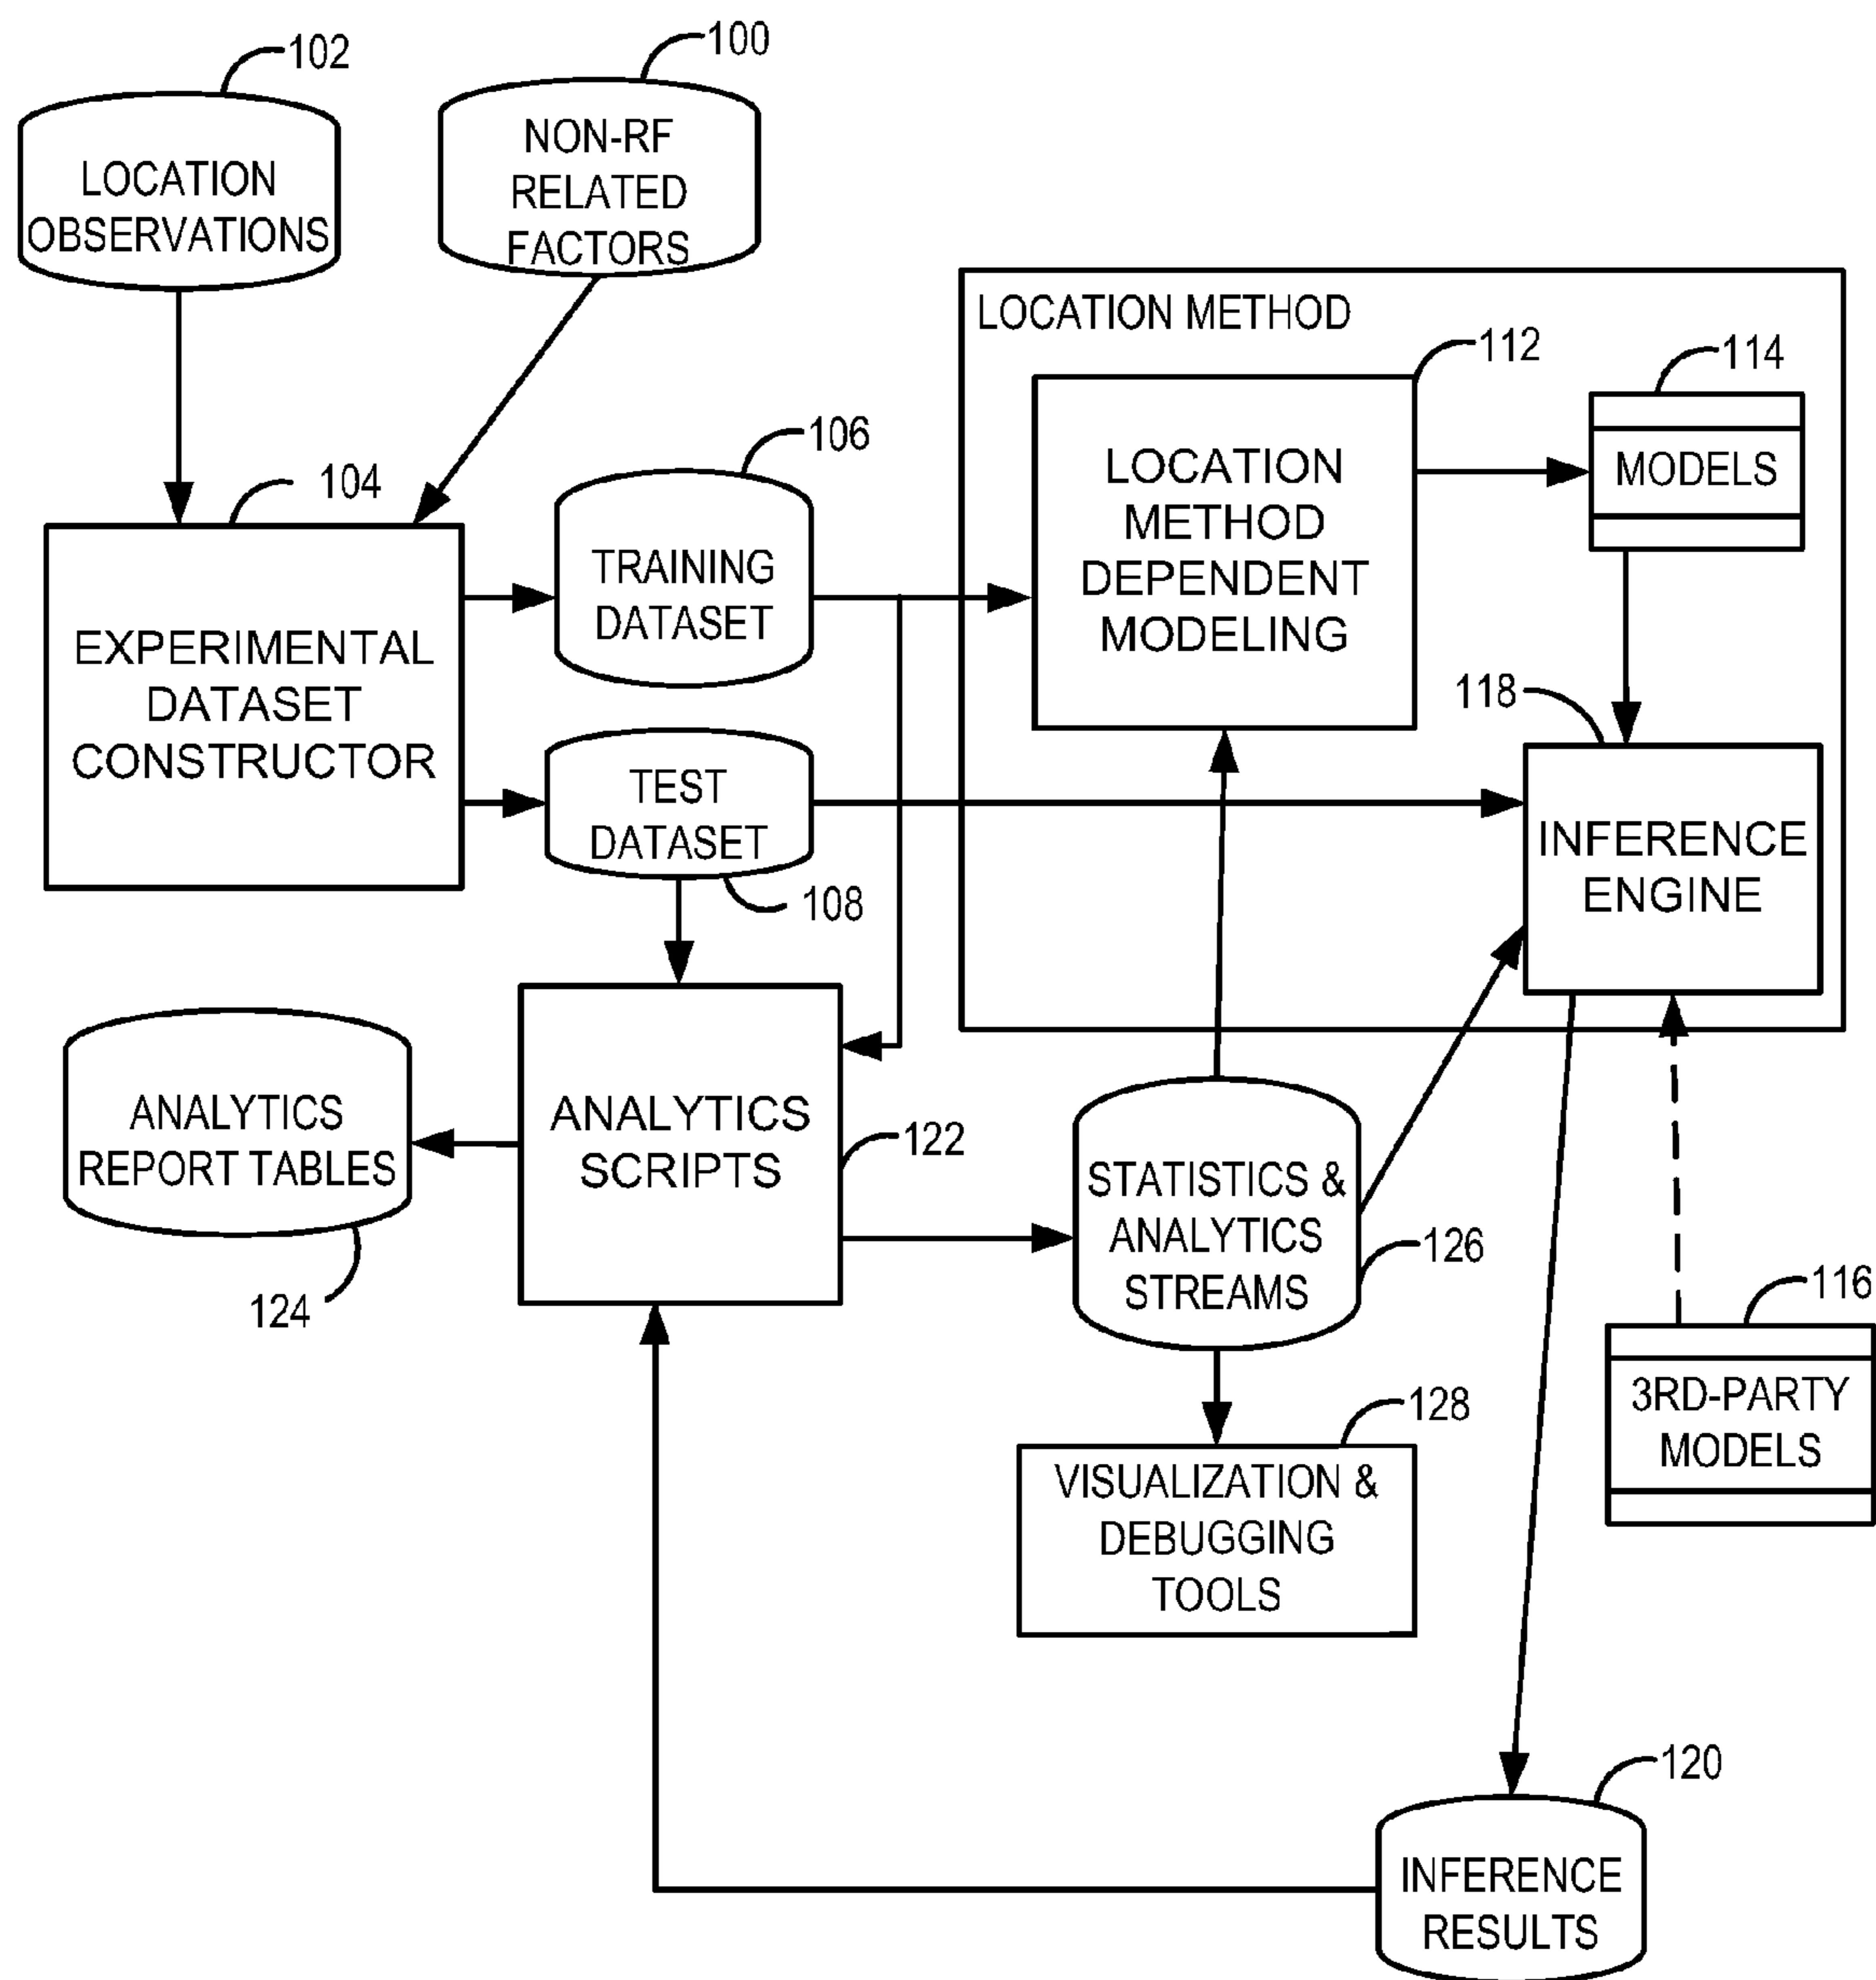 102
100
LOCATION
OBSERVATIONS
NON-RF
RELATED
FACTORS
LOCATION METHOD
112
114
106
104
LOCATION
METHOD
DEPENDENT
MODELING
MODELS
TRAINING
DATASET
EXPERIMENTAL
DATASET
CONSTRUCTOR
118
TEST
DATASET
108
INFERENCE
ENGINE
ANALYTICS
REPORT TABLES
124
ANALYTICS
SCRIPTS
122
STATISTICS &
ANALYTICS
STREAMS
126
116
3RD-PARTY
MODELS
128
VISUALIZATION &
DEBUGGING
TOOLS
120
INFERENCE
RESULTS